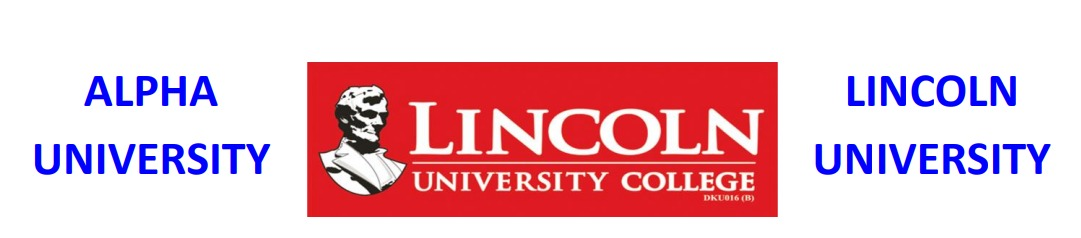 ALPHA
UNIVERSITY
LINCOLN
UNIVERSITY COLLEGE
DKU016 (B)
LINCOLN
UNIVERSITY